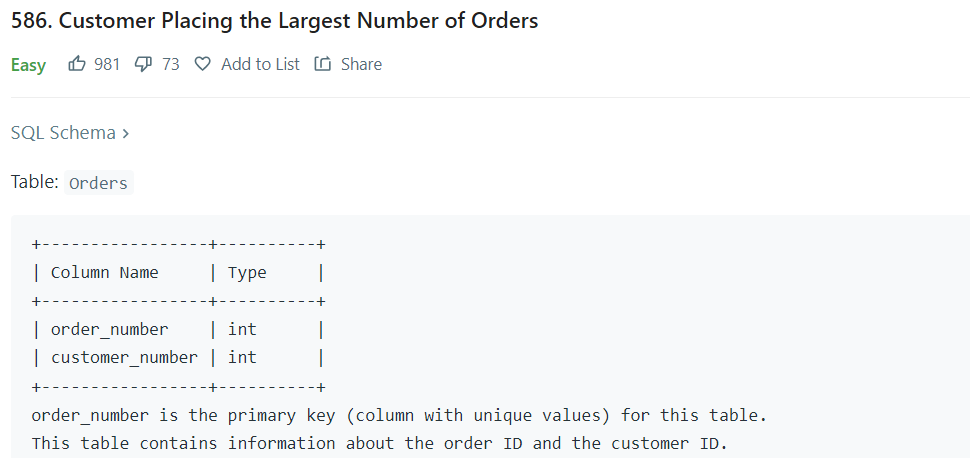 586. Customer Placing the Largest Number of Orders
Easy 981 73 Add to List Share
SQL Schema >
Table: Orders
+-----------------+----------+
| Column Name     | Type     |
+-----------------+----------+
| order_number    | int      |
| customer_number | int      |
+-----------------+----------+
order_number is the primary key (column with unique values) for this table.
This table contains information about the order ID and the customer ID.